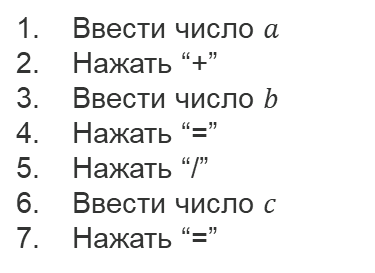 1. Ввести число a
2. Нажать “+”
3. Ввести число b
4. Нажать “=”
5. Нажать “/”
6. Ввести число c
7. Нажать “=”